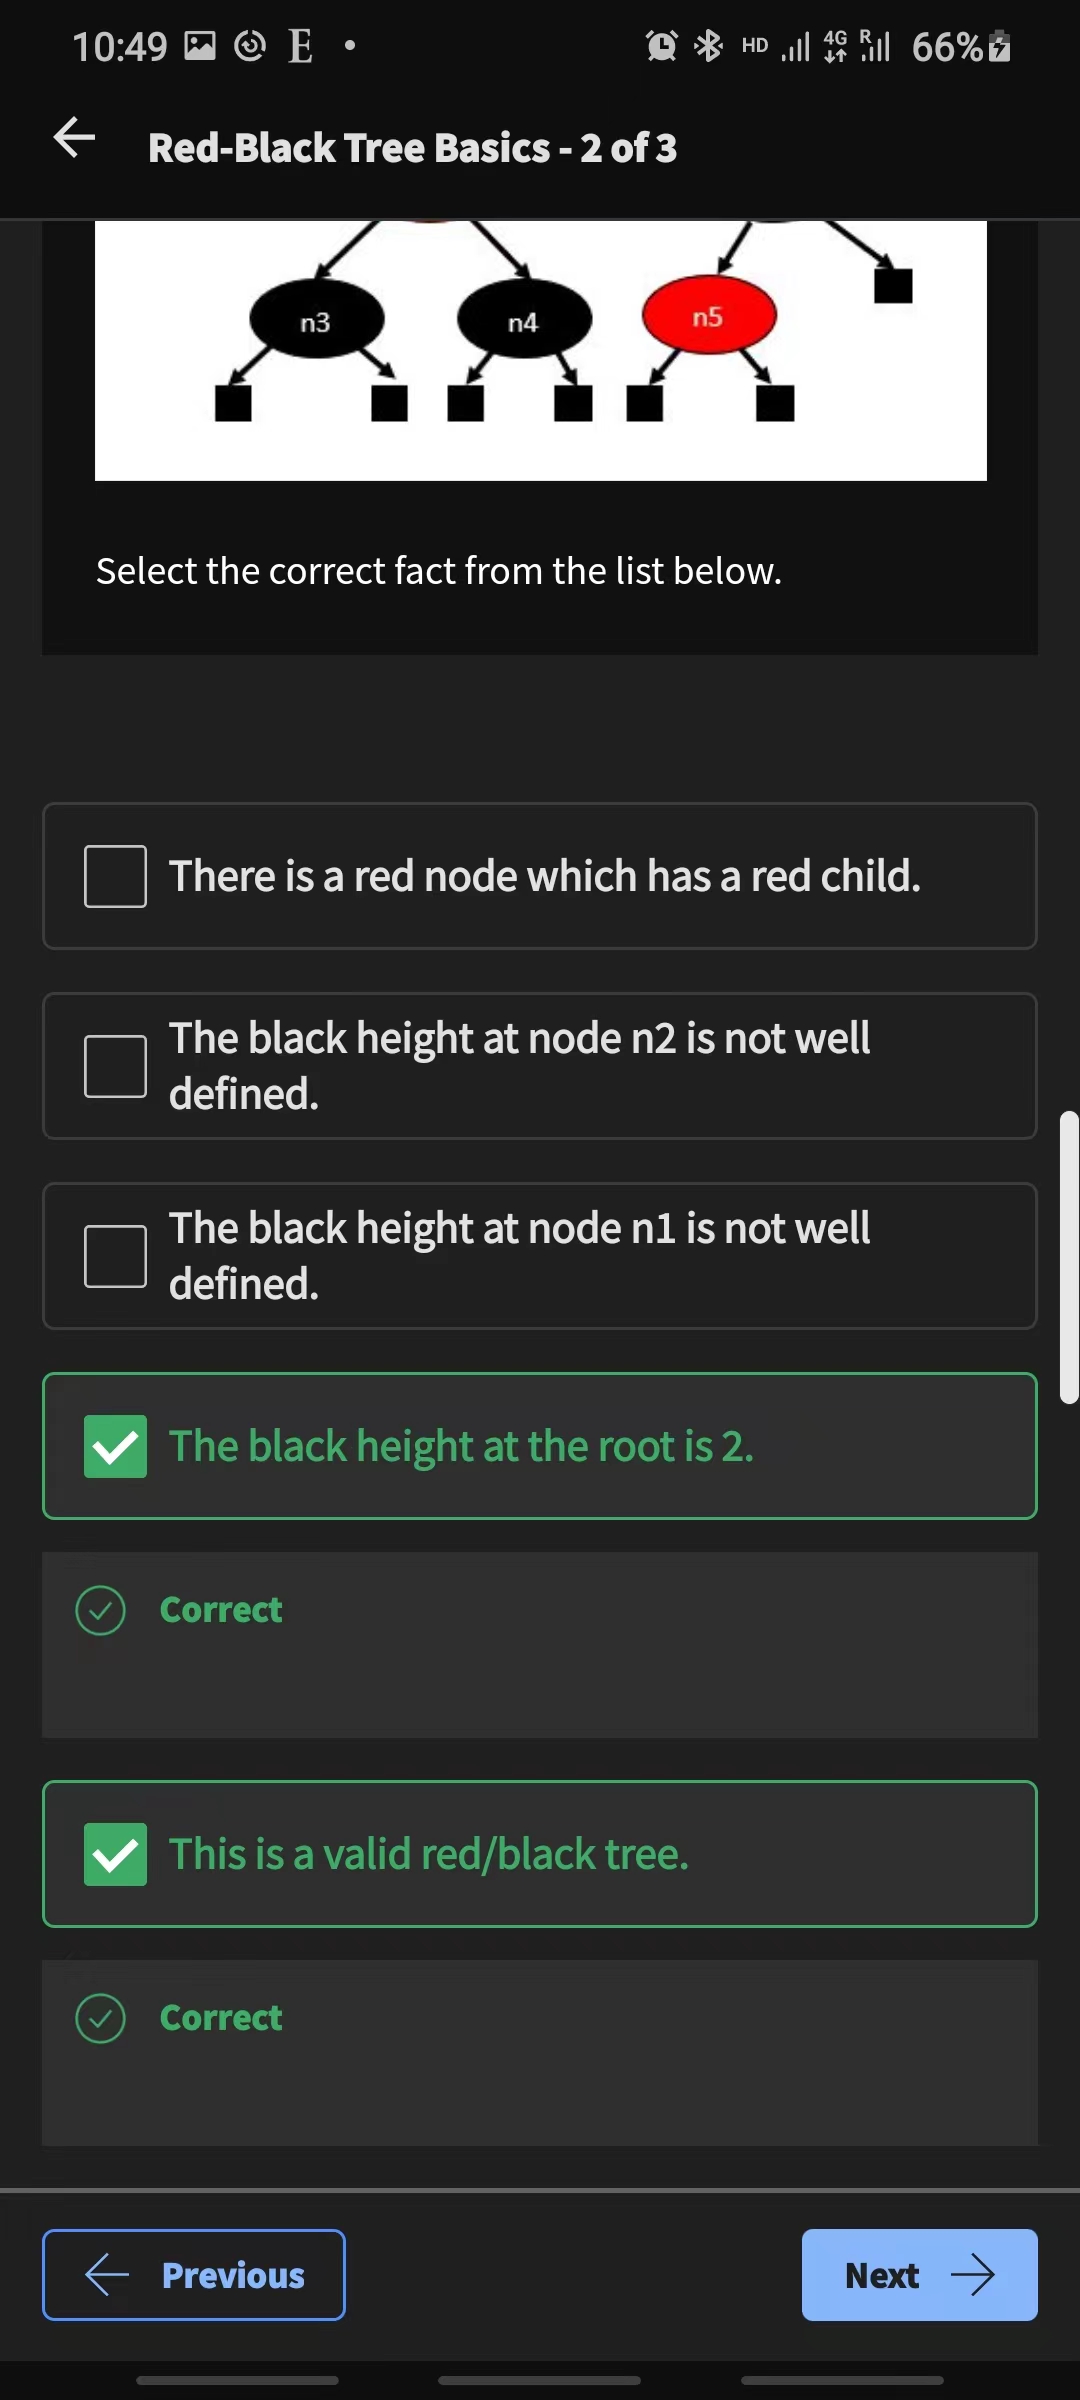 10:49 E HD 4G R 66%
Red-Black Tree Basics - 2 of 3
n3 n4 n5
Select the correct fact from the list below.
There is a red node which has a red child.
The black height at node n2 is not well
defined.
The black height at node n1 is not well
defined.
The black height at the root is 2.
Correct
This is a valid red/black tree.
Correct
Previous Next